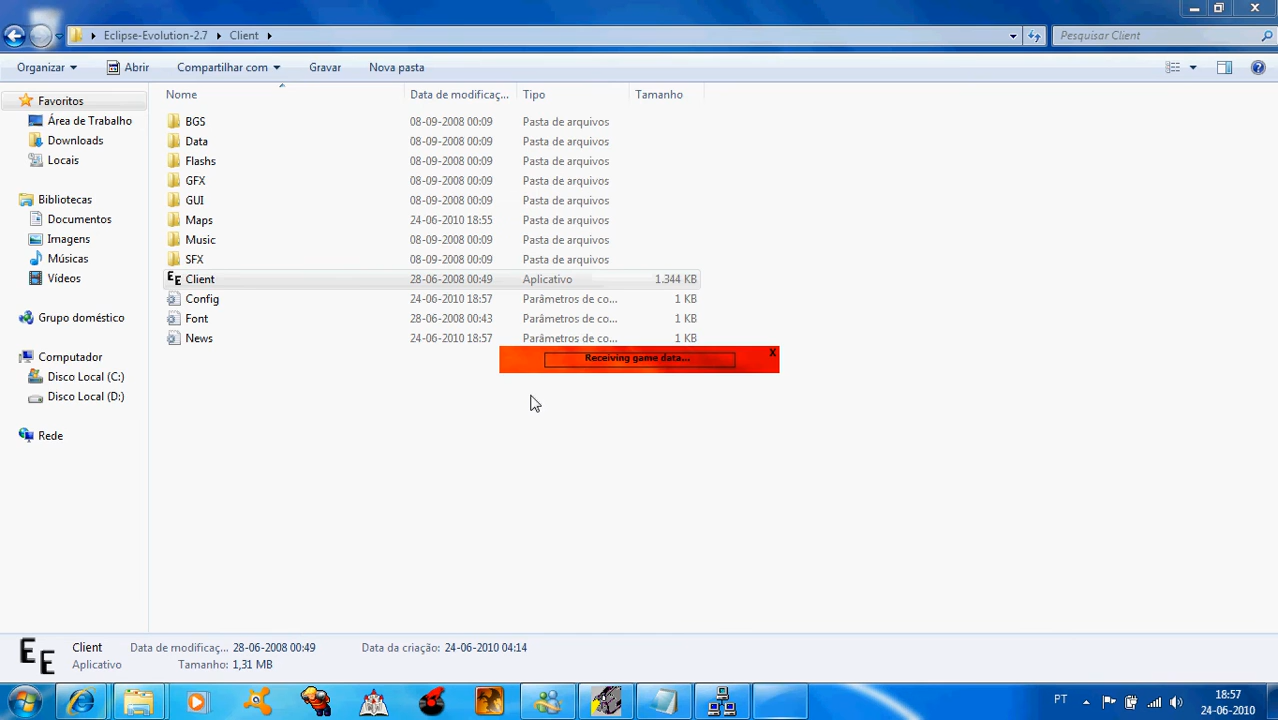 Eclipse-Evolution-2.7 Client Pesquisar Client
Organizar Abrir Compartilhar com Gravar Nova pasta
Nome Data de modificaç... Tipo Tamanho
Favoritos
Área de Trabalho
Downloads
Locais
Bibliotecas
Documentos
Imagens
Músicas
Vídeos
Grupo doméstico
Computador
Disco Local (C:)
Disco Local (D:)
Rede
BGS 08-09-2008 00:09 Pasta de arquivos
Data 08-09-2008 00:09 Pasta de arquivos
Flashs 08-09-2008 00:09 Pasta de arquivos
GFX 08-09-2008 00:09 Pasta de arquivos
GUI 08-09-2008 00:09 Pasta de arquivos
Maps 24-06-2010 18:55 Pasta de arquivos
Music 08-09-2008 00:09 Pasta de arquivos
SFX 08-09-2008 00:09 Pasta de arquivos
EE Client 28-06-2008 00:49 Aplicativo 1.344 KB
Config 24-06-2010 18:57 Parâmetros de co... 1 KB
Font 28-06-2008 00:43 Parâmetros de co... 1 KB
News 24-06-2010 18:57 Parâmetros de co... 1 KB
Receiving game data... X
EE Client Data de modificaç... 28-06-2008 00:49 Data da criação: 24-06-2010 04:14
Aplicativo Tamanho: 1,31 MB
PT 18:57
24-06-2010